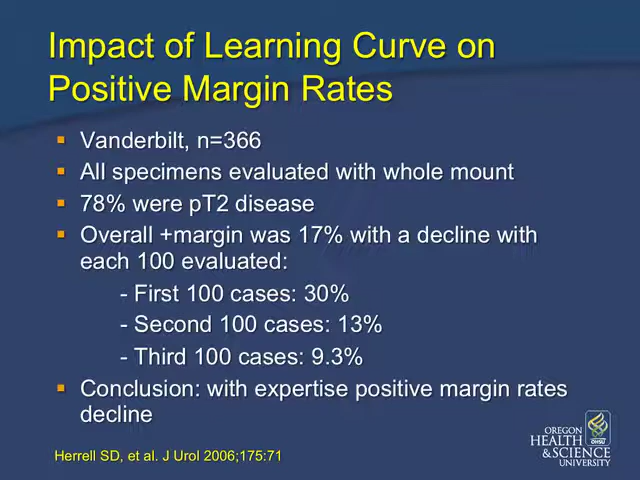 Impact of Learning Curve on
Positive Margin Rates
▪ Vanderbilt, n=366
▪ All specimens evaluated with whole mount
▪ 78% were pT2 disease
▪ Overall +margin was 17% with a decline with
each 100 evaluated:
- First 100 cases: 30%
- Second 100 cases: 13%
- Third 100 cases: 9.3%
▪ Conclusion: with expertise positive margin rates
decline
Herrell SD, et al. J Urol 2006;175:71
OREGON
HEALTH
&SCIENCE
UNIVERSITY
OHSU